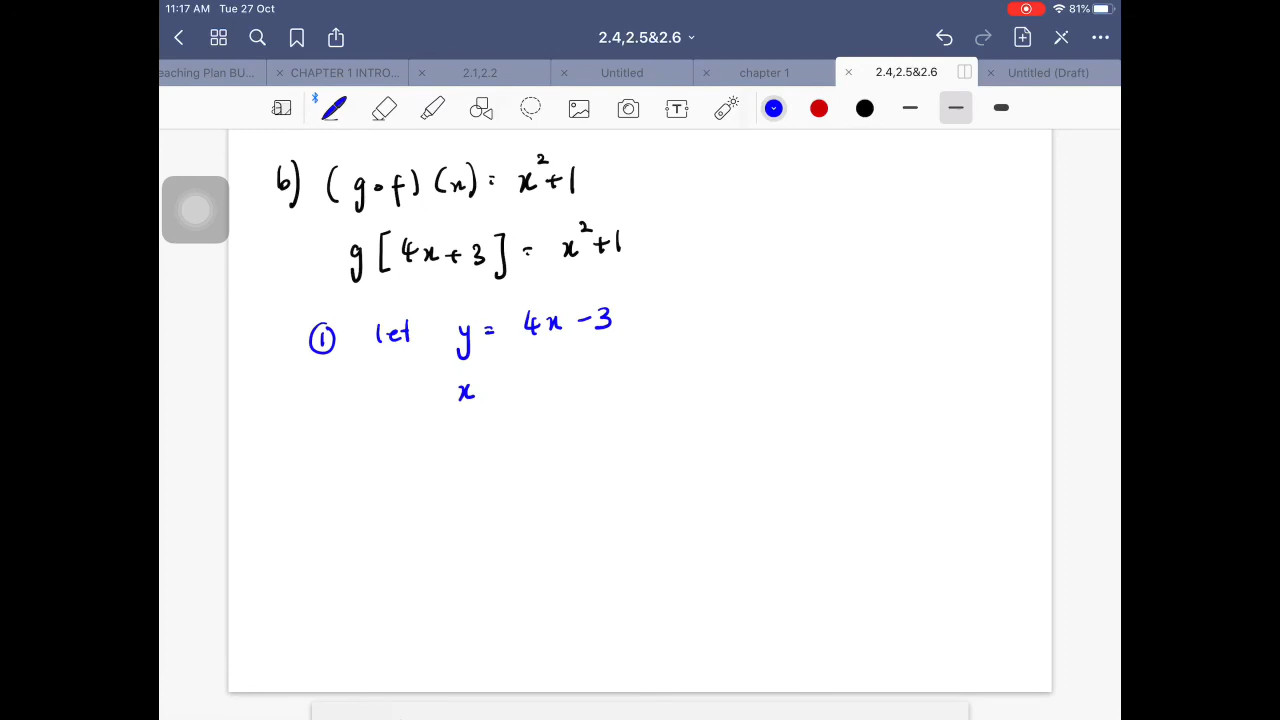 11:17 AM Tue 27 Oct 81%
2.4,2.5&2.6
eaching Plan BU... CHAPTER 1 INTRO... 2.1,2.2 Untitled chapter 1 2.4,2.5&2.6 Untitled (Draft)
b) (g∘f)(x) = x²+1
g[4x+3] = x²+1
① let y = 4x-3
x